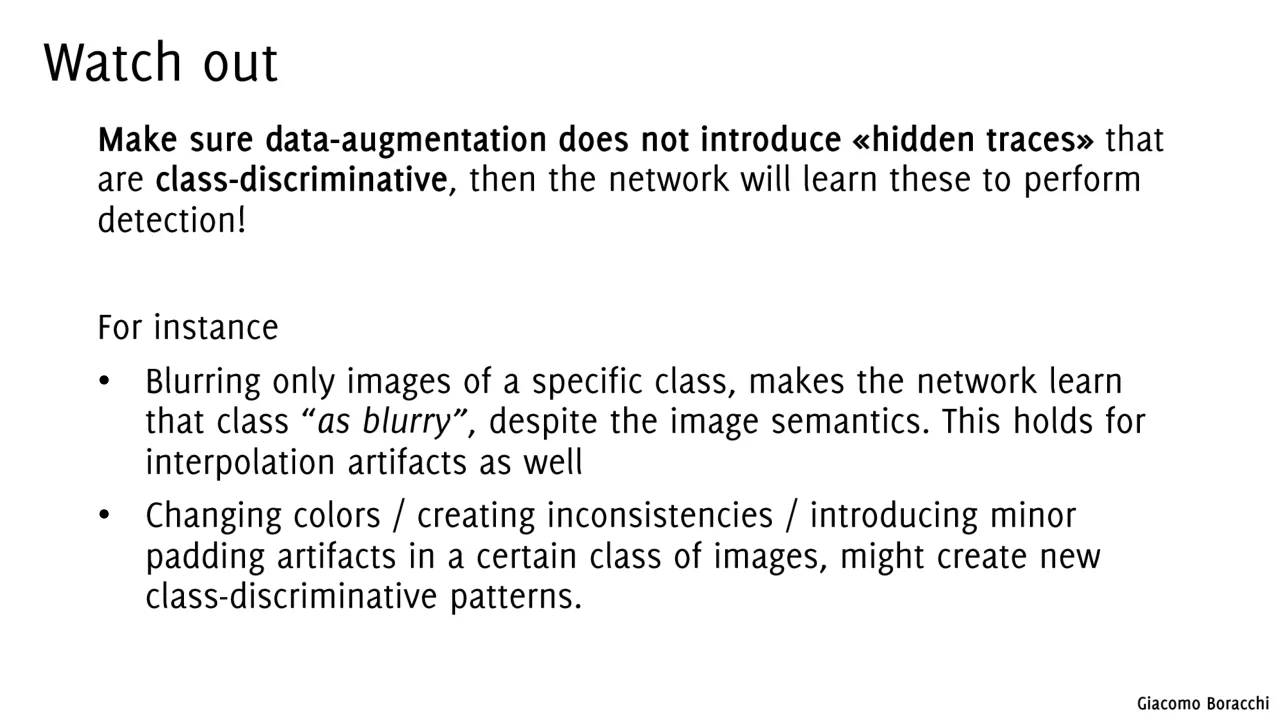 Watch out
Make sure data-augmentation does not introduce «hidden traces» that
are class-discriminative, then the network will learn these to perform
detection!
For instance
• Blurring only images of a specific class, makes the network learn
that class “as blurry”, despite the image semantics. This holds for
interpolation artifacts as well
• Changing colors / creating inconsistencies / introducing minor
padding artifacts in a certain class of images, might create new
class-discriminative patterns.
Giacomo Boracchi